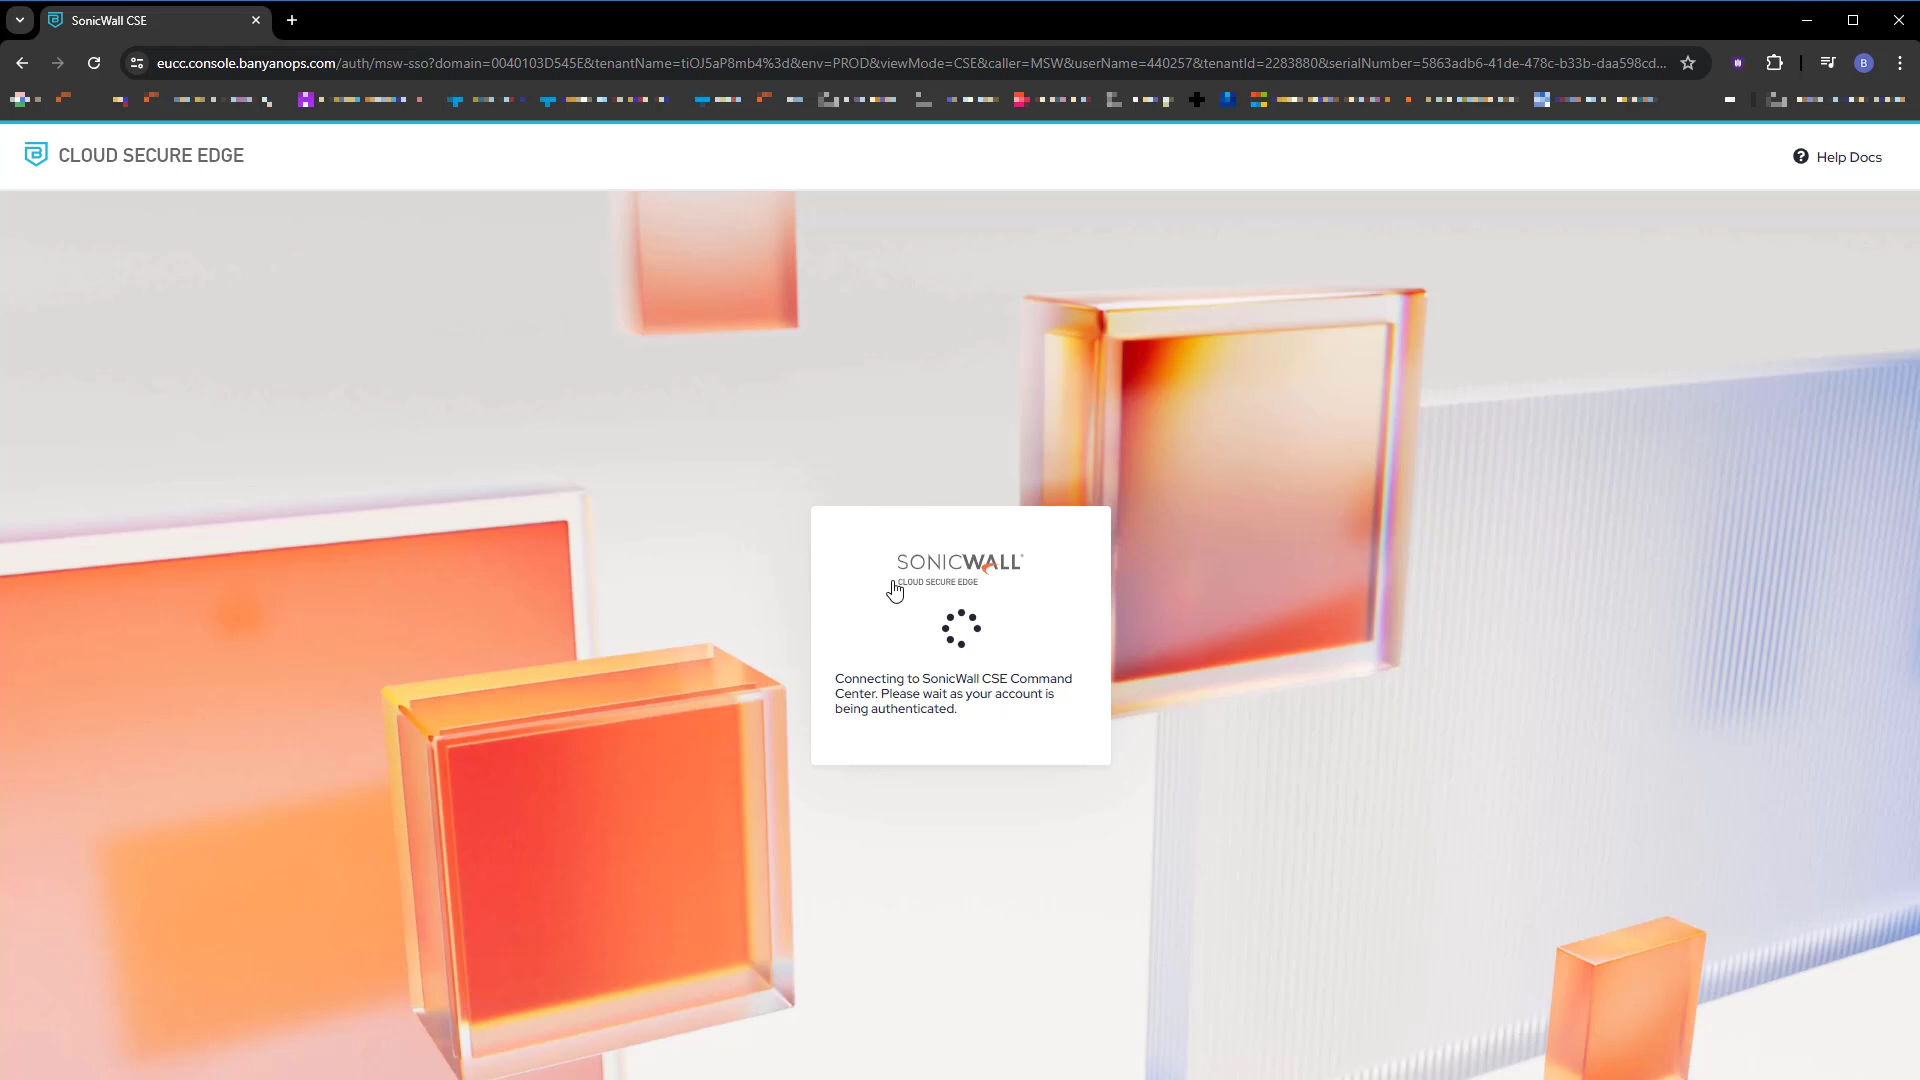 SonicWall CSE
eucc.console.banyanops.com/auth/msw-sso?domain=0040103D545E&tenantName=tiOJ5aP8mb4%3d&env=PROD&viewMode=CSE&caller=MSW&userName=440257&tenantId=2283880&serialNumber=5863adb6-41de-478c-b33b-daa598cd...
B
CLOUD SECURE EDGE
Help Docs
SONICWALL
CLOUD SECURE EDGE
Connecting to SonicWall CSE Command
Center. Please wait as your account is
being authenticated.